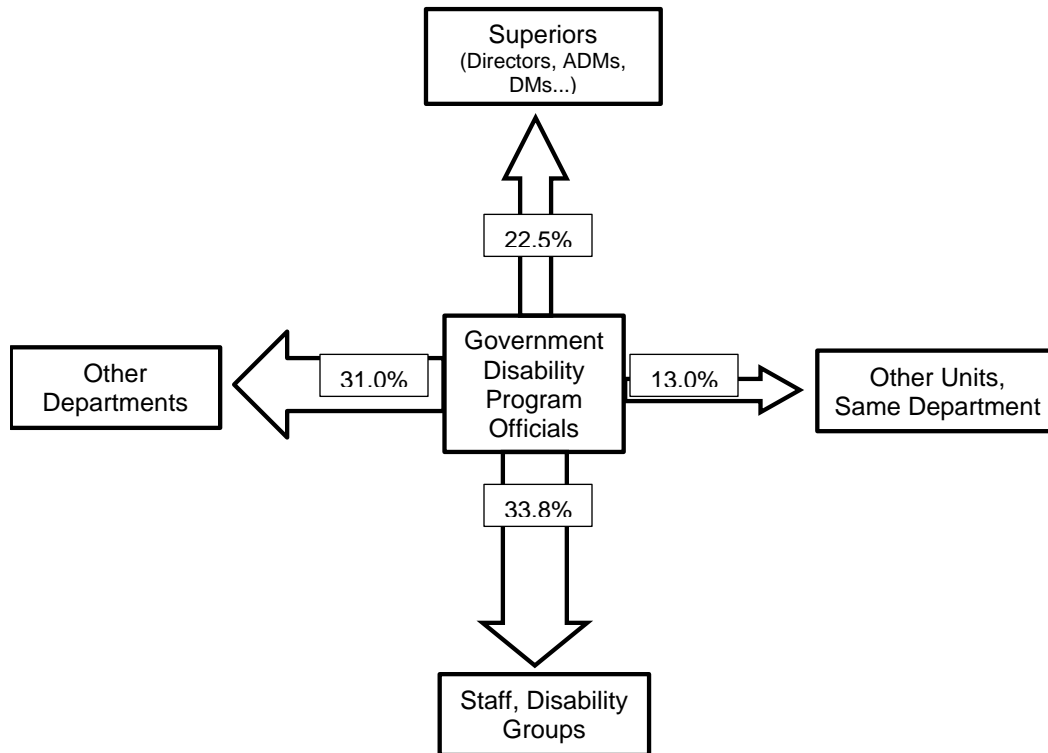 Superiors
(Directors, ADMs,
DMs...)
22.5%
Government
Disability
Program
Officials
Other
Departments
31.0%
13.0%
Other Units,
Same Department
33.8%
Staff, Disability
Groups